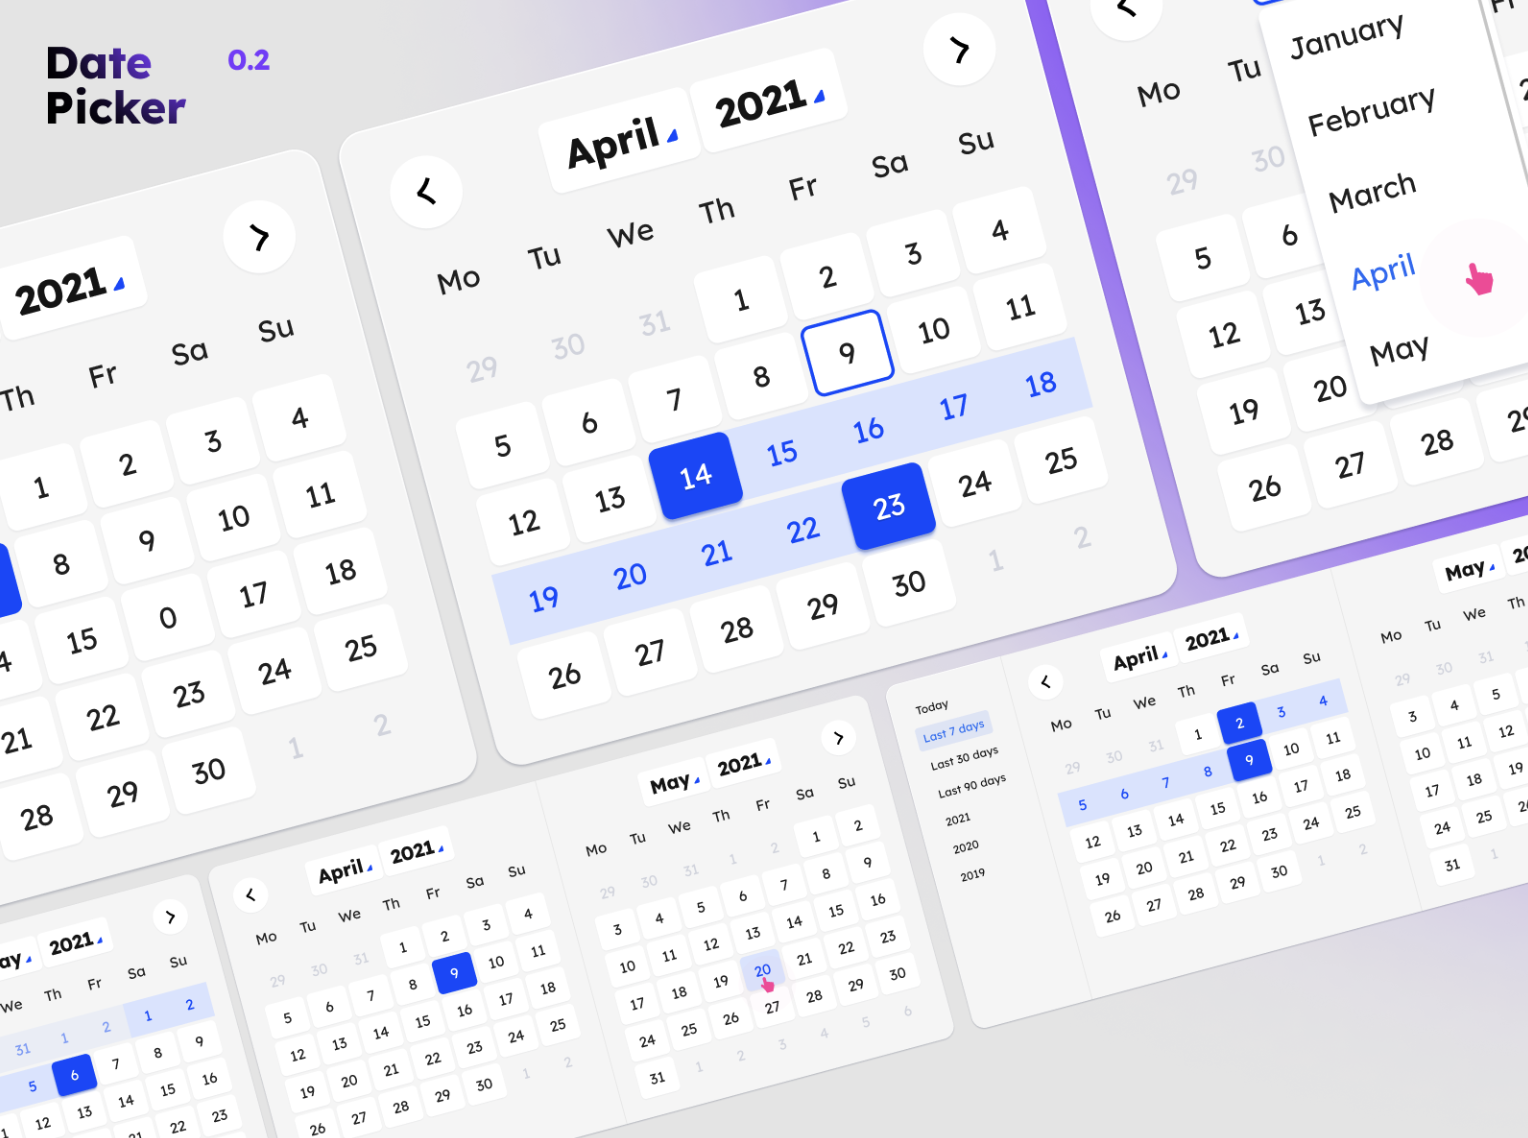 Date
Picker
0.2
2021
Th Fr Sa Su
1 2 3 4
8 9 10 11
15 0 17 18
21 22 23 24 25
28 29 30 1 2
April 2021
Mo Tu We Th Fr Sa Su
29 30 31 1 2 3 4
5 6 7 8 9 10 11
12 13 14 15 16 17 18
19 20 21 22 23 24 25
26 27 28 29 30 1 2
Mo Tu
29 30
5 6
12 13
19 20
26 27 28 29
January
February
March
April
May
2021
We Th Fr Sa Su
31 1 2 1 2
5 6 7 8 9
12 13 14 15 16
22 23
April 2021
Mo Tu We Th Fr Sa Su
29 30 31 1 2 3 4
5 6 7 8 9 10 11
12 13 14 15 16 17 18
19 20 21 22 23 24 25
26 27 28 29 30 1 2
May 2021
Mo Tu We Th Fr Sa Su
29 30 31 1 2 1 2
3 4 5 6 7 8 9
10 11 12 13 14 15 16
17 18 19 20 21 22 23
24 25 26 27 28 29 30
31 1 2 3 4 5 6
Today
Last 7 days
Last 30 days
Last 90 days
2021
2020
2019
April 2021
Mo Tu We Th Fr Sa Su
29 30 31 1 2 3 4
5 6 7 8 9 10 11
12 13 14 15 16 17 18
19 20 21 22 23 24 25
26 27 28 29 30 1 2
May
Mo Tu We Th
29 30 31
3 4 5
10 11 12
17 18 19
24 25
31 1